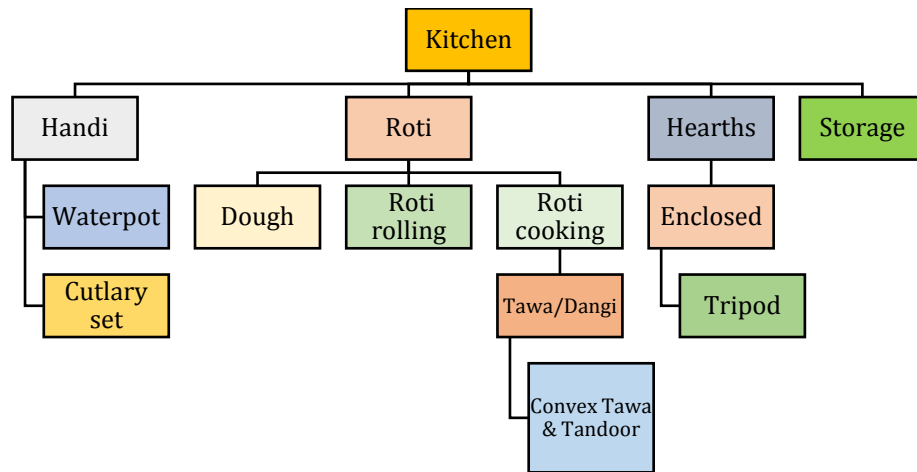 Kitchen
Handi
Roti
Hearths
Storage
Waterpot
Dough
Roti
rolling
Roti
cooking
Enclosed
Cutlary
set
Tawa/Dangi
Tripod
Convex Tawa
& Tandoor